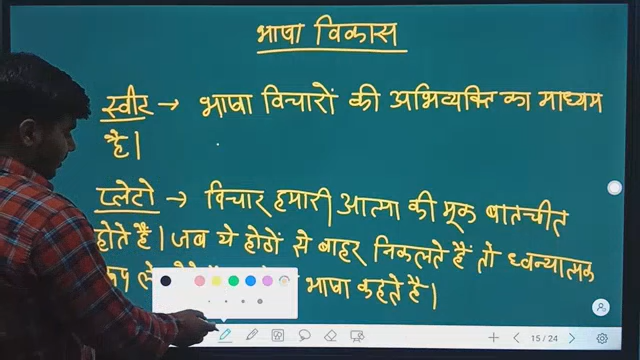 भाषा विकास
स्वीट → भाषा विचारों की अभिव्यक्ति का माध्यम
है।
प्लेटो → विचार हमारी आत्मा की मूक बातचीत
होते है। जब ये होठों से बाहर निकलते हैं तो ध्वन्यात्मक
भाषा कहते है।
15 / 24